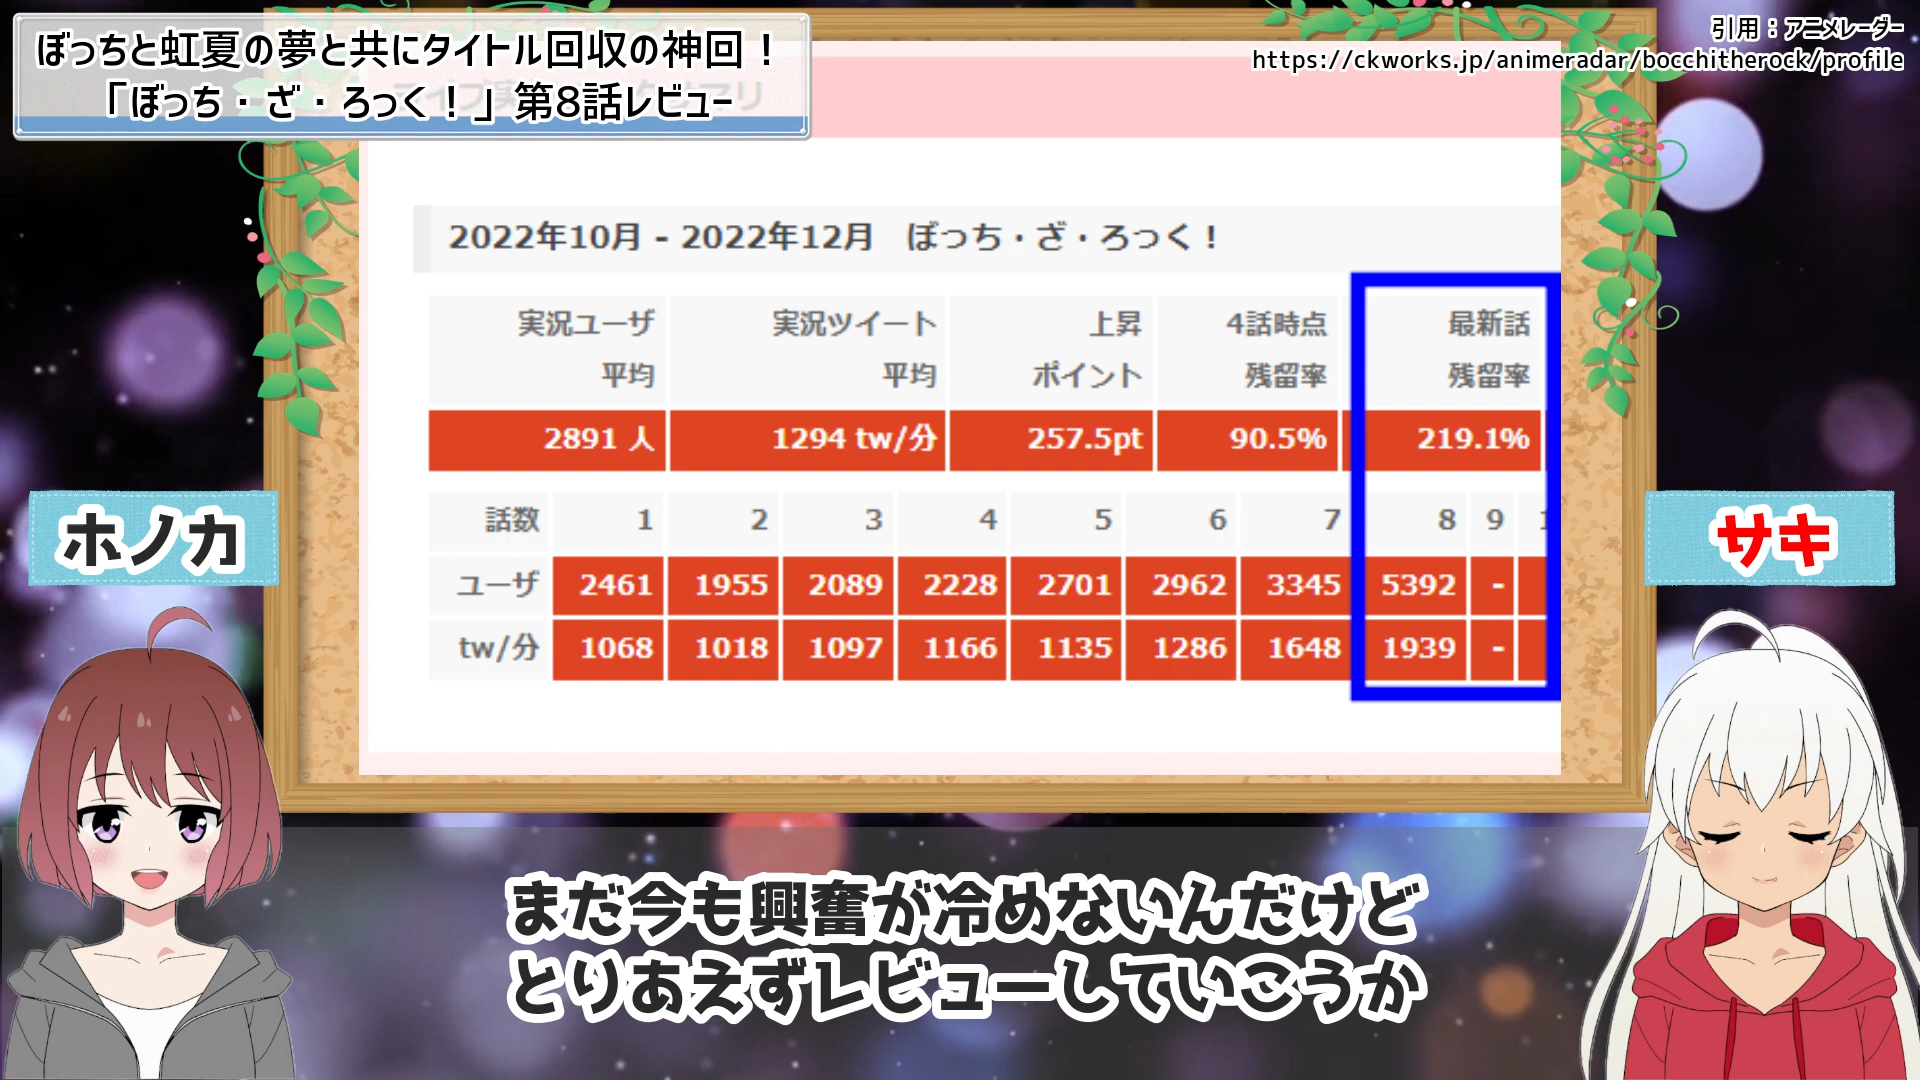 ぼっちと虹夏の夢と共にタイトル回収の神回！
「ぼっち・ざ・ろっく！」第8話レビュー
引用：アニメレーダー
https://ckworks.jp/animeradar/bocchitherock/profile
2022年10月 - 2022年12月　ぼっち・ざ・ろっく！
実況ユーザ 実況ツイート 上昇 4話時点 最新話
平均 平均 ポイント 残留率 残留率
2891 人 1294 tw/分 257.5pt 90.5% 219.1%
話数 1 2 3 4 5 6 7 8 9 1
ユーザ 2461 1955 2089 2228 2701 2962 3345 5392 -
tw/分 1068 1018 1097 1166 1135 1286 1648 1939 -
ホノカ
サキ
まだ今も興奮が冷めないんだけど
とりあえずレビューしていこうか